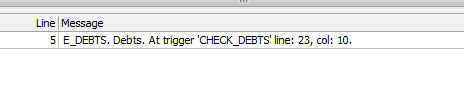 Line Message
5 E_DEBTS. Debts. At trigger 'CHECK_DEBTS' line: 23, col: 10.